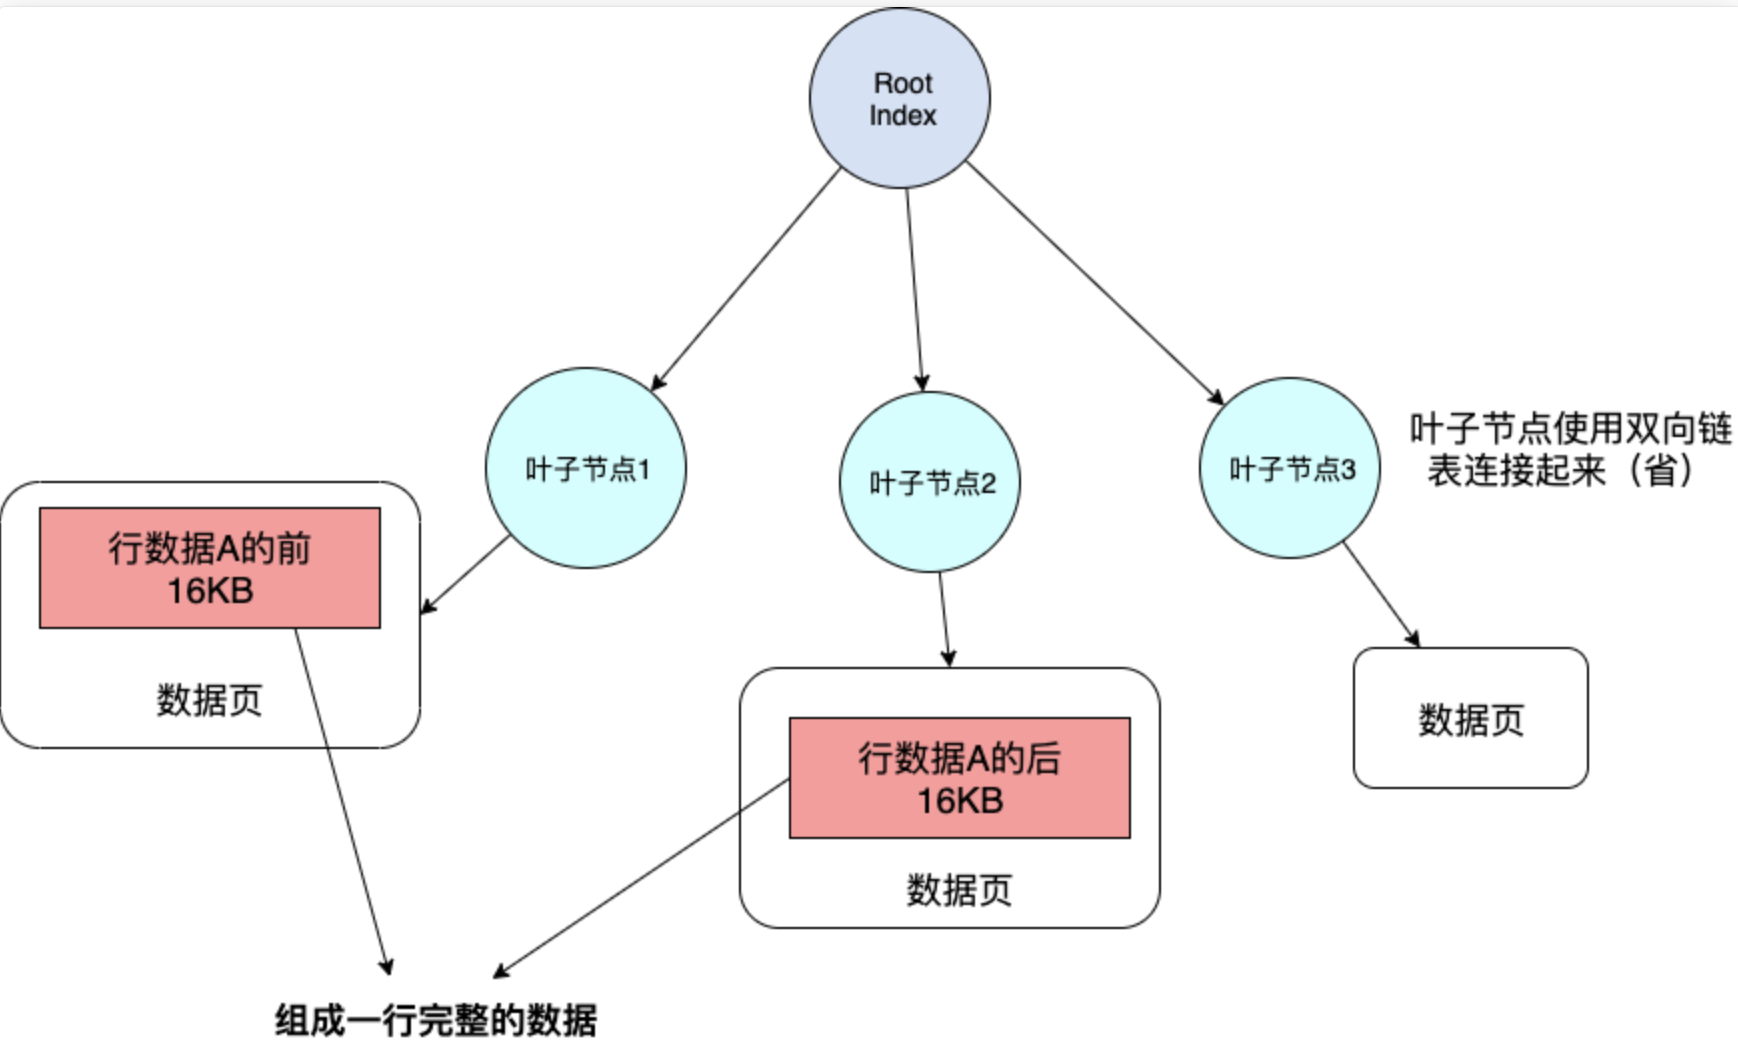 Root
Index
叶子节点1
叶子节点2
叶子节点3
叶子节点使用双向链
表连接起来（省）
行数据A的前
16KB
数据页
行数据A的后
16KB
数据页
数据页
组成一行完整的数据